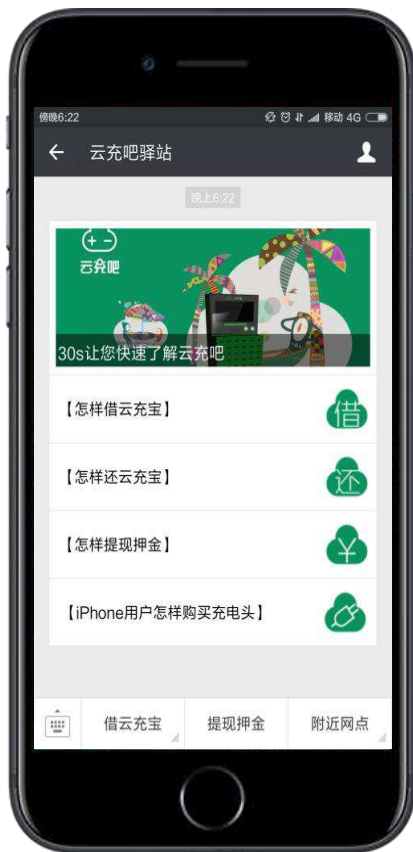 傍晚6:22
移动 4G
云充吧驿站
晚上6:22
云充吧
30s让您快速了解云充吧
【怎样借云充宝】
借
【怎样还云充宝】
还
【怎样提现押金】
¥
【iPhone用户怎样购买充电头】
借云充宝
提现押金
附近网点